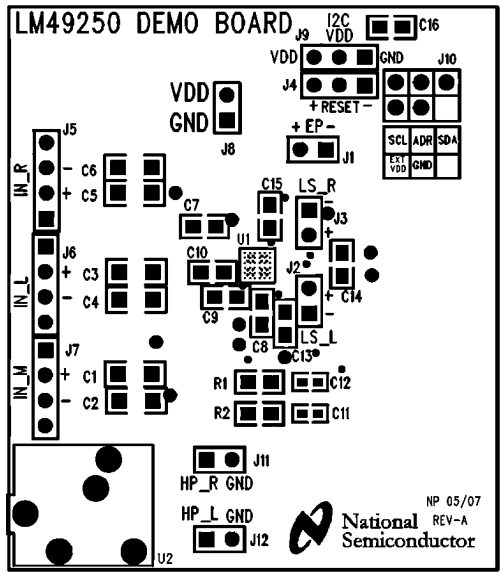 LM49250 DEMO BOARD
I2C
VDD
C16
J9
VDD GND
J4
+ RESET -
J10
SCL ADR SDA
EXT
VDD GND
VDD
GND
J8
+ EP -
J1
J5
IN_R
-
+
C6
C5
C15
LS_R
-
+
J3
C7
U1
J6
IN_L
+
-
C3
C4
C10
C9
J2
+
-
LS_L
C14
C8
C13
J7
IN_M
+
-
C1
C2
R1
C12
R2
C11
J11
HP_R GND
HP_L GND
J12
U2
NP 05/07
REV-A
National
Semiconductor